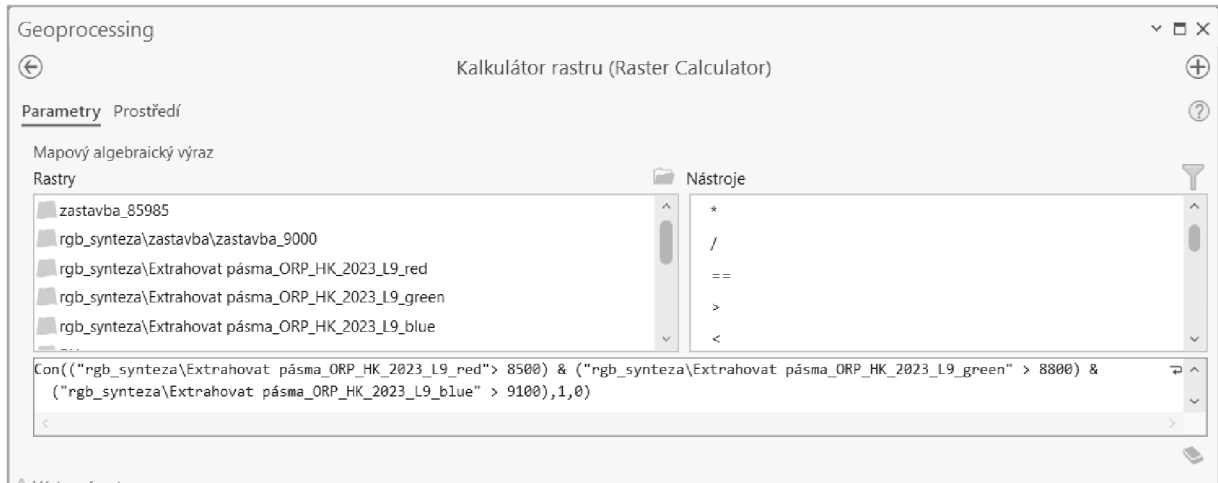 Geoprocessing
Kalkulátor rastru (Raster Calculator)
Parametry Prostředí
Mapový algebraický výraz
Rastry
Nástroje
zastavba_85985
rgb_synteza\zastavba\zastavba_9000
rgb_synteza\Extrahovat pásma_ORP_HK_2023_L9_red
rgb_synteza\Extrahovat pásma_ORP_HK_2023_L9_green
rgb_synteza\Extrahovat pásma_ORP_HK_2023_L9_blue
*
/
==
>
<
Con(("rgb_synteza\Extrahovat pásma_ORP_HK_2023_L9_red"> 8500) & ("rgb_synteza\Extrahovat pásma_ORP_HK_2023_L9_green" > 8800) &
("rgb_synteza\Extrahovat pásma_ORP_HK_2023_L9_blue" > 9100),1,0)